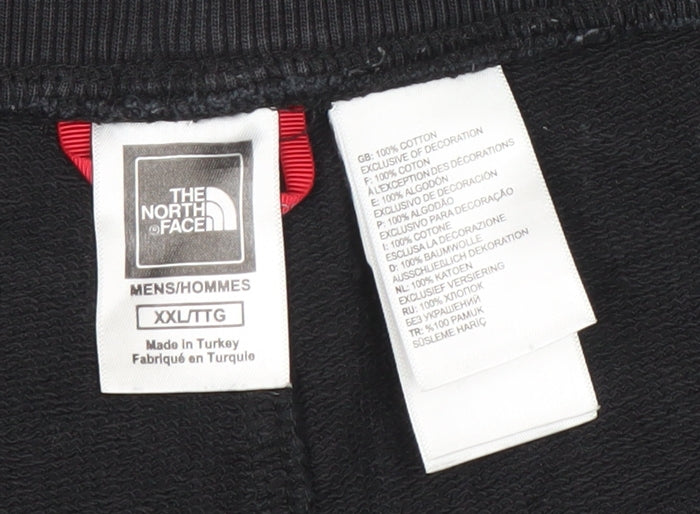 THE
NORTH
FACE
MENS/HOMMES
XXL/TTG
Made in Turkey
Fabriqué en Turquie
GB: 100% COTTON
EXCLUSIVE OF DECORATION
F: 100% COTON
À L'EXCEPTION DES DÉCORATIONS
E: 100% ALGODÓN
EXCLUSIVO DE DECORACIÓN
P: 100% ALGODÃO
EXCLUSIVO PARA DECORAÇÃO
I: 100% COTONE
ESCLUSA LA DECORAZIONE
D: 100% BAUMWOLLE
AUSSCHLIEßLICH DEKORATION
NL: 100% KATOEN
EXCLUSIEF VERSIERING
RU: 100% ХЛОПОК
БЕЗ УКРАШЕНИЙ
TR: %100 PAMUK
SÜSLEME HARİÇ